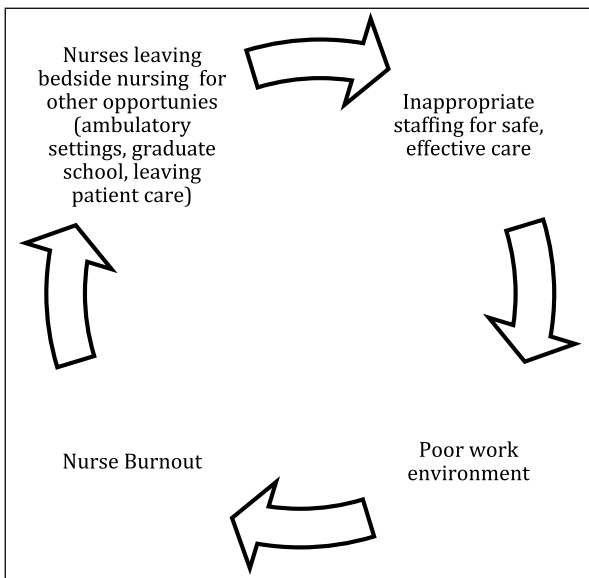 Nurses leaving
bedside nursing for
other opportunies
(ambulatory
settings, graduate
school, leaving
patient care)
Inappropriate
staffing for safe,
effective care
Poor work
environment
Nurse Burnout